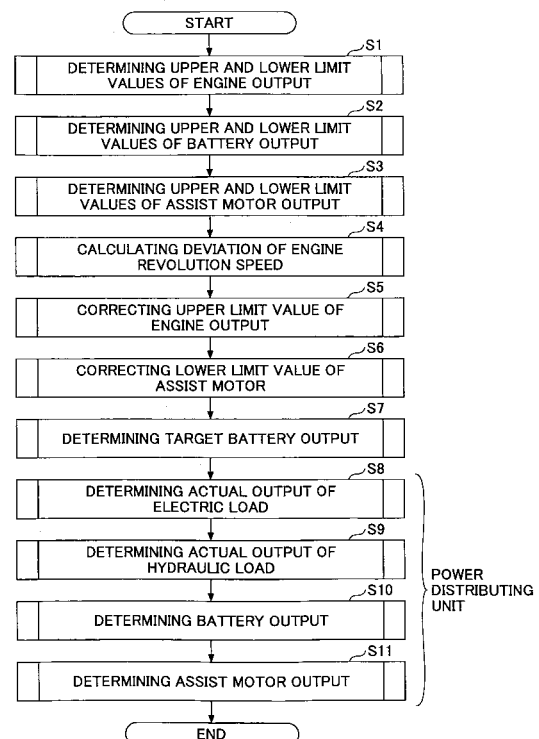 START
S1
DETERMINING UPPER AND LOWER LIMIT
VALUES OF ENGINE OUTPUT
S2
DETERMINING UPPER AND LOWER LIMIT
VALUES OF BATTERY OUTPUT
S3
DETERMINING UPPER AND LOWER LIMIT
VALUES OF ASSIST MOTOR OUTPUT
S4
CALCULATING DEVIATION OF ENGINE
REVOLUTION SPEED
S5
CORRECTING UPPER LIMIT VALUE OF
ENGINE OUTPUT
S6
CORRECTING LOWER LIMIT VALUE OF
ASSIST MOTOR
S7
DETERMINING TARGET BATTERY OUTPUT
S8
DETERMINING ACTUAL OUTPUT OF
ELECTRIC LOAD
S9
DETERMINING ACTUAL OUTPUT OF
HYDRAULIC LOAD
S10
DETERMINING BATTERY OUTPUT
S11
DETERMINING ASSIST MOTOR OUTPUT
POWER
DISTRIBUTING
UNIT
END